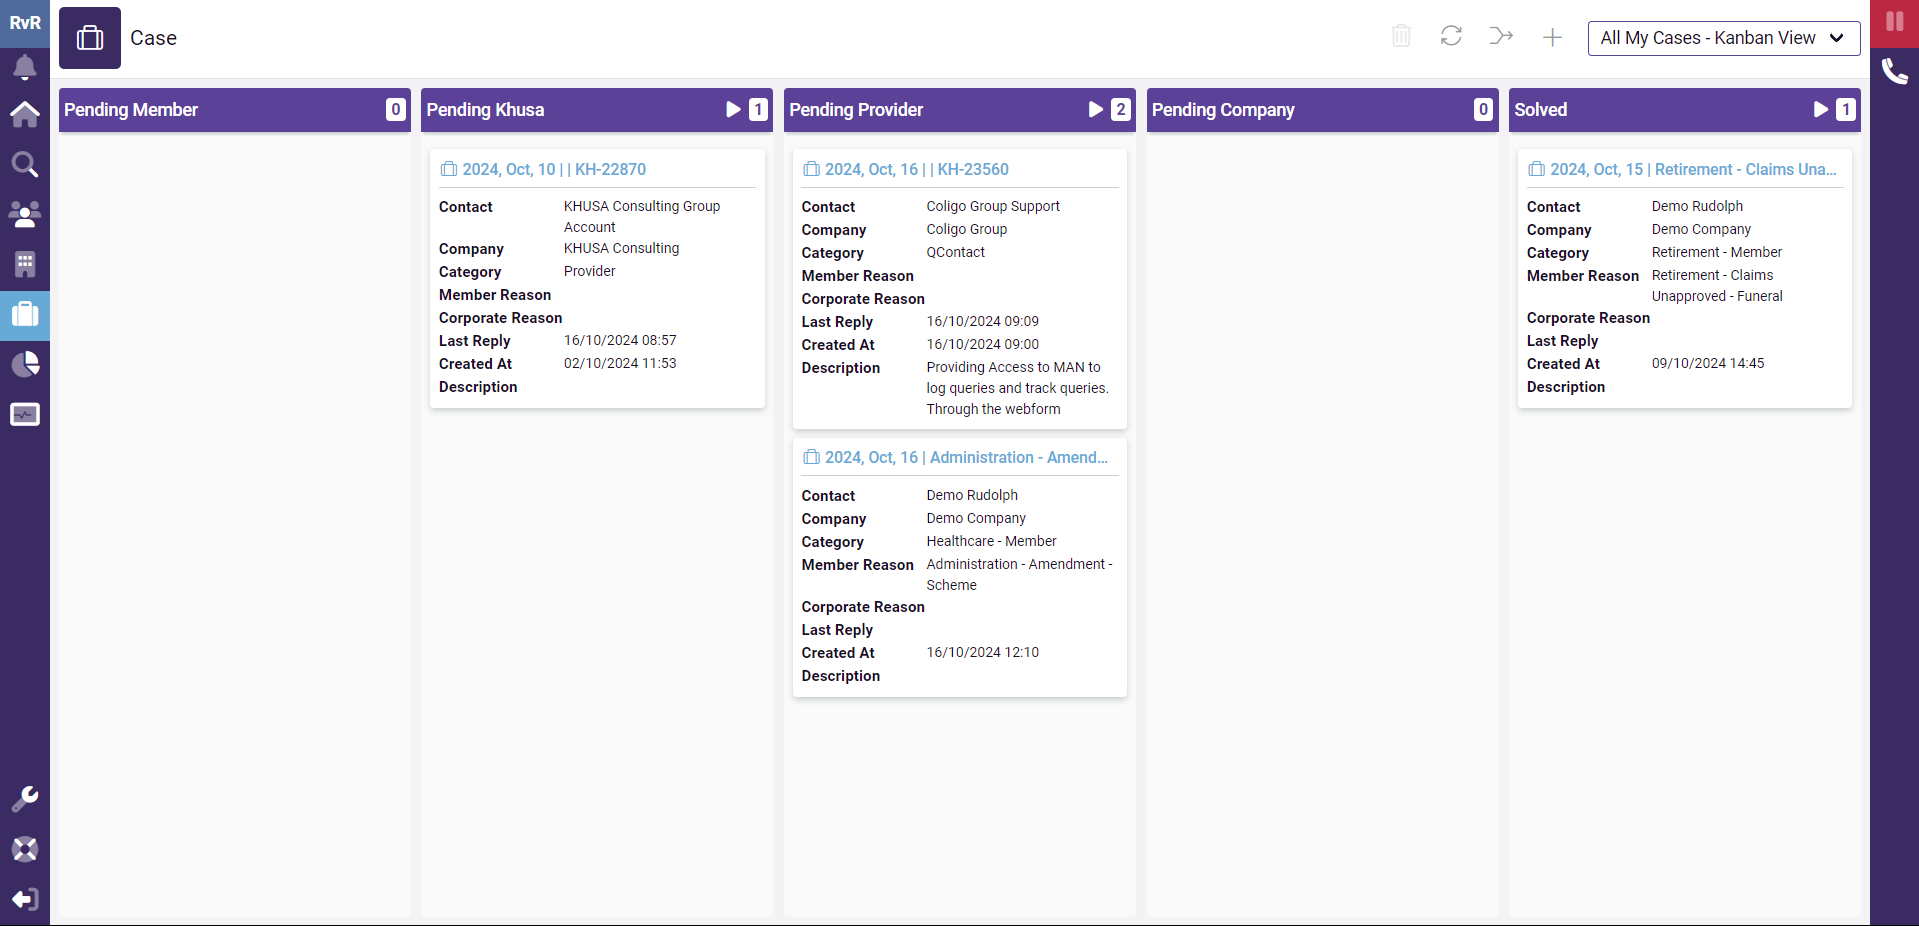 RvR
Case
All My Cases - Kanban View
Pending Member 0
Pending Khusa 1
Pending Provider 2
Pending Company 0
Solved 1
2024, Oct, 10 | | KH-22870
Contact KHUSA Consulting Group
Account
Company KHUSA Consulting
Category Provider
Member Reason
Corporate Reason
Last Reply 16/10/2024 08:57
Created At 02/10/2024 11:53
Description
2024, Oct, 16 | | KH-23560
Contact Coligo Group Support
Company Coligo Group
Category QContact
Member Reason
Corporate Reason
Last Reply 16/10/2024 09:09
Created At 16/10/2024 09:00
Description Providing Access to MAN to
log queries and track queries.
Through the webform
2024, Oct, 16 | Administration - Amend...
Contact Demo Rudolph
Company Demo Company
Category Healthcare - Member
Member Reason Administration - Amendment -
Scheme
Corporate Reason
Last Reply
Created At 16/10/2024 12:10
Description
2024, Oct, 15 | Retirement - Claims Una...
Contact Demo Rudolph
Company Demo Company
Category Retirement - Member
Member Reason Retirement - Claims
Unapproved - Funeral
Corporate Reason
Last Reply
Created At 09/10/2024 14:45
Description